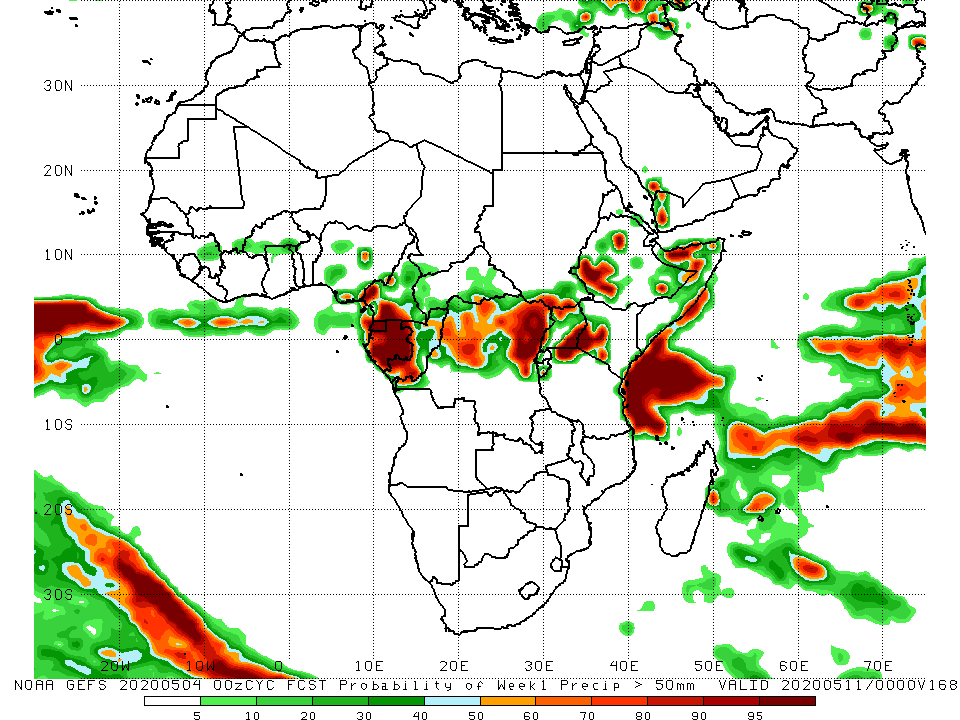 30N
20N
10N
0
10S
20S
30S
20W 10W 0 10E 20E 30E 40E 50E 60E 70E
NOAA GEFS 20200504 00zCYC FCST Probability of Week1 Precip > 50mm VALID 20200511/0000V168
5 10 20 30 40 50 60 70 80 90 95